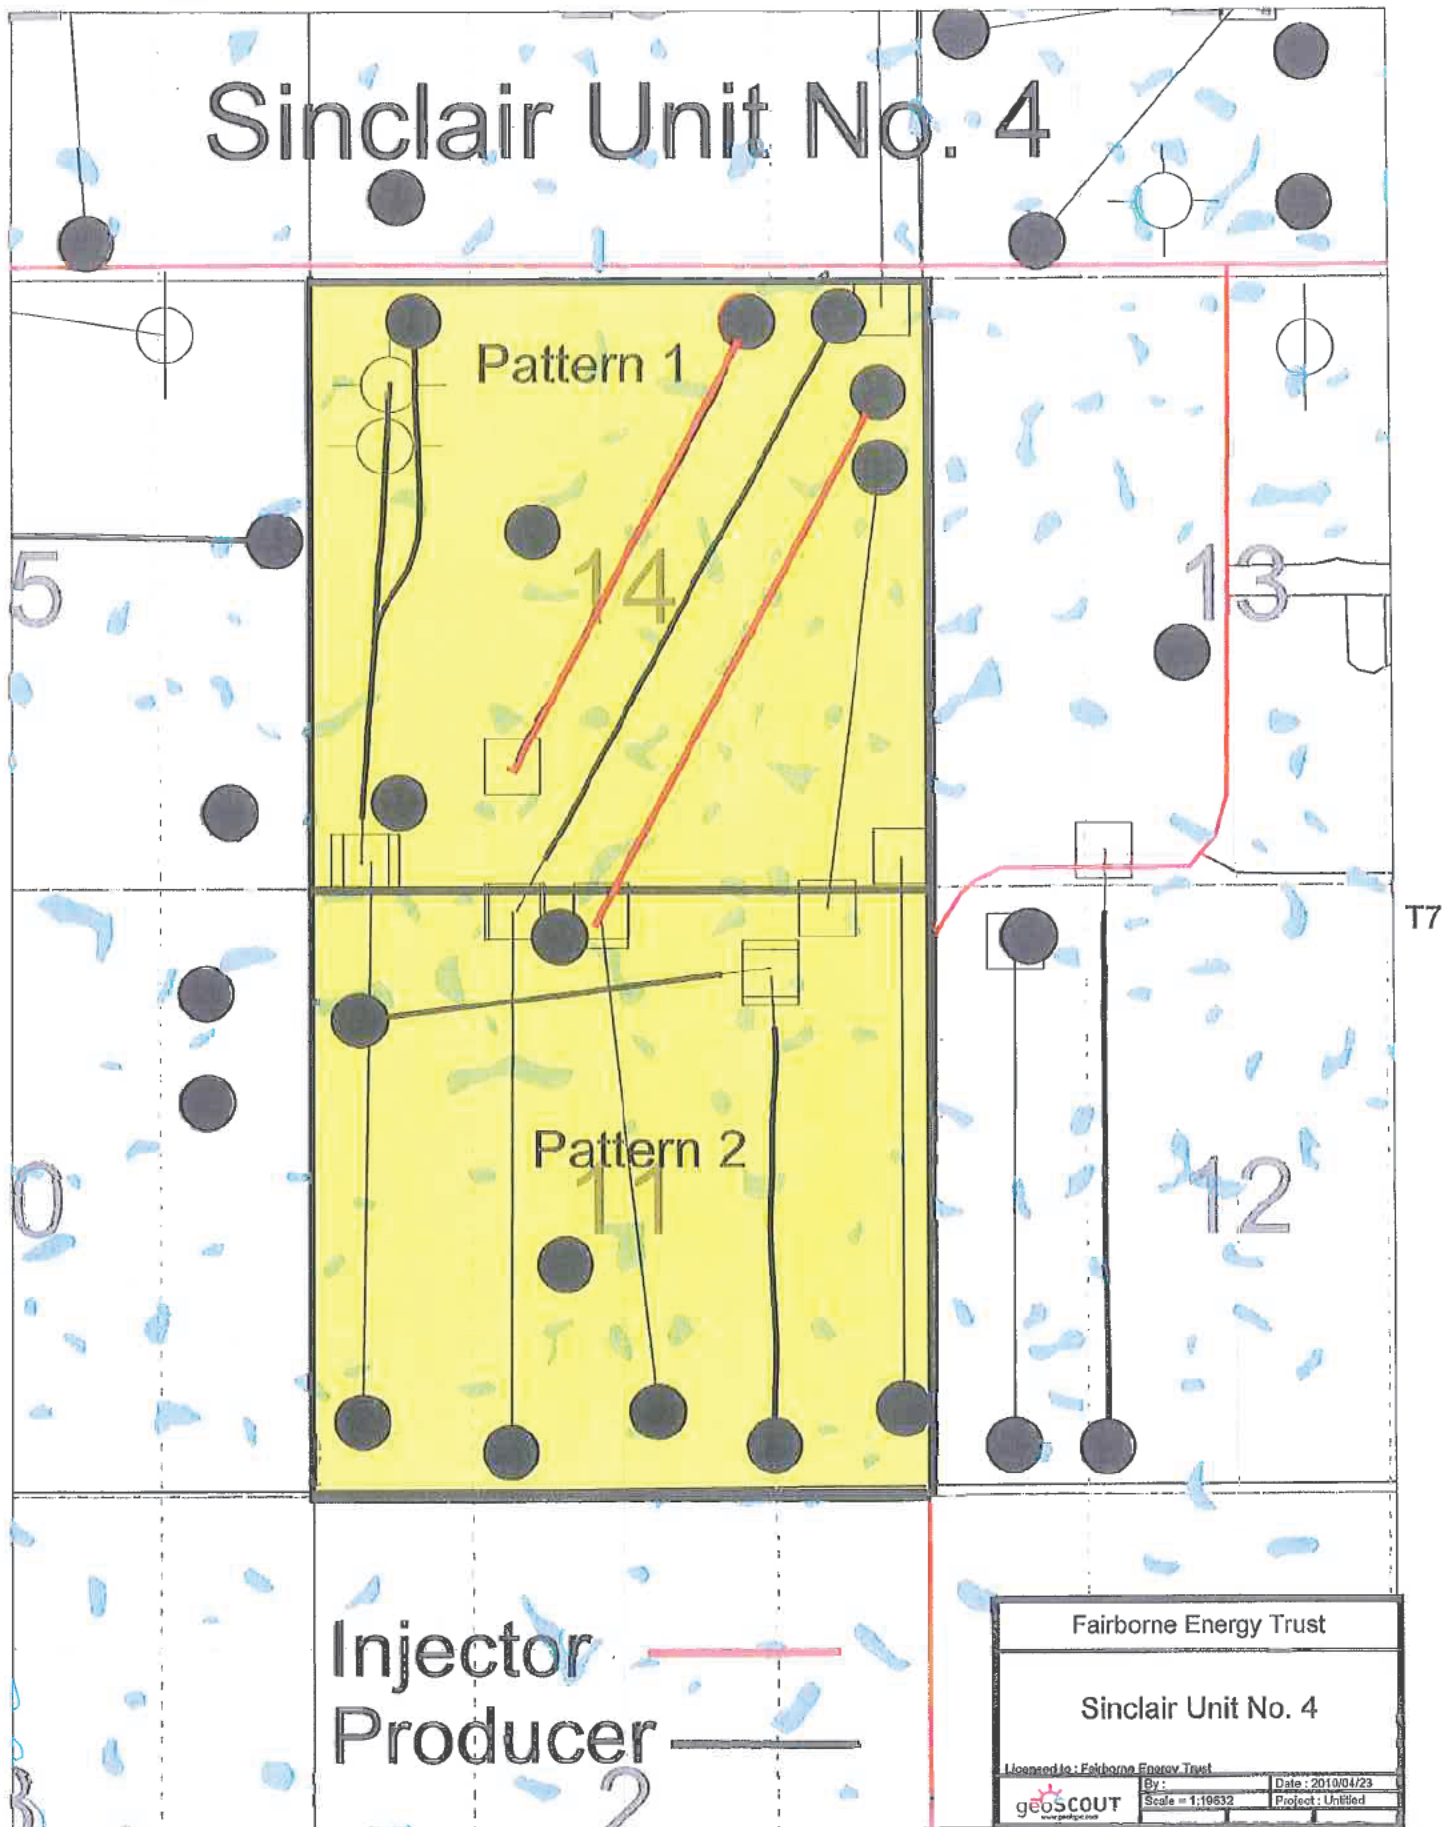 Sinclair Unit No. 4
Pattern 1
14
13
5
T7
Pattern 2
11
12
0
Injector
Producer
2
3
Fairborne Energy Trust
Sinclair Unit No. 4
Licensed to : Fairborne Energy Trust
geoSCOUT
By :
Date : 2010/04/23
Scale = 1:19632
Project : Untitled